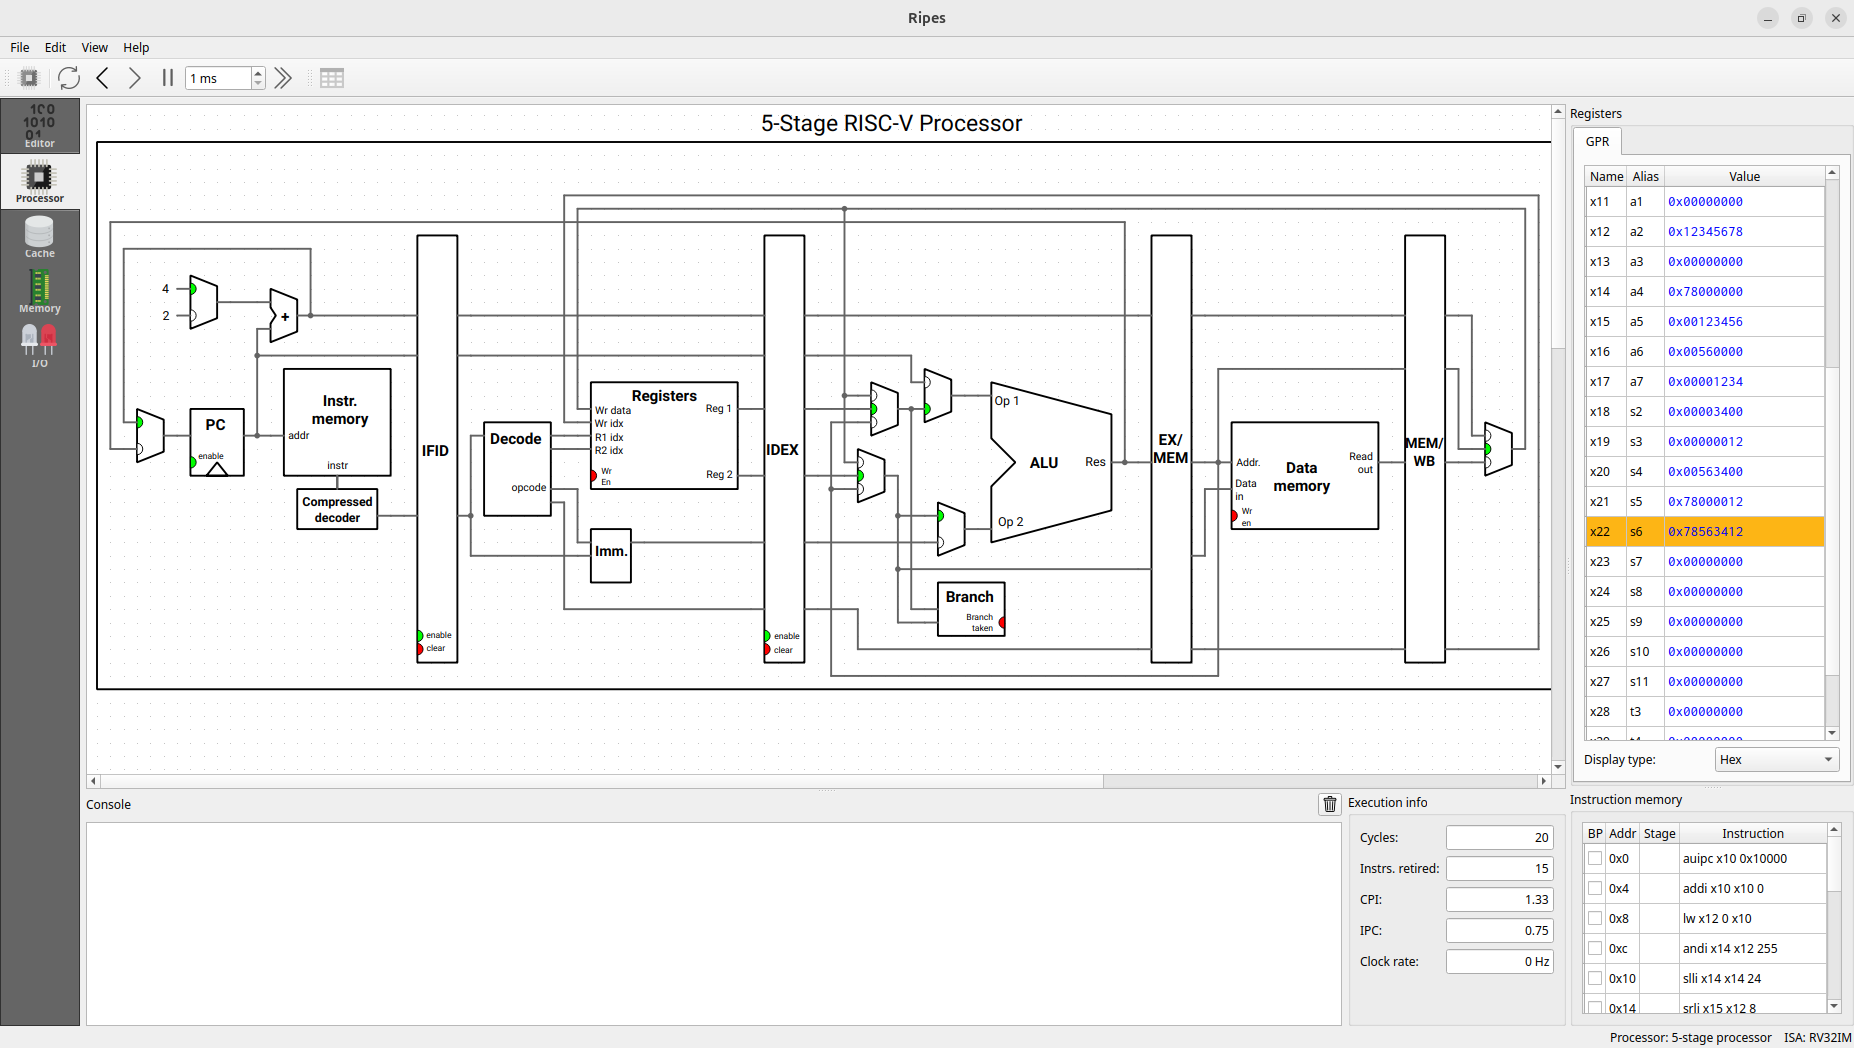 Ripes
File Edit View Help
1 ms
Editor
Processor
Cache
Memory
I/O
5-Stage RISC-V Processor
4
2
+
PC
enable
Instr.
memory
addr
instr
Compressed
decoder
IFID
enable
clear
Decode
opcode
Registers
Wr data
Wr idx
R1 idx
R2 idx
Wr
En
Reg 1
Reg 2
Imm.
IDEX
enable
clear
Op 1
ALU
Res
Op 2
Branch
Branch
taken
EX/
MEM
Addr.
Data
in
Wr
en
Data
memory
Read
out
MEM/
WB
Registers
GPR
Name Alias Value
x11 a1 0x00000000
x12 a2 0x12345678
x13 a3 0x00000000
x14 a4 0x78000000
x15 a5 0x00123456
x16 a6 0x00560000
x17 a7 0x00001234
x18 s2 0x00003400
x19 s3 0x00000012
x20 s4 0x00563400
x21 s5 0x78000012
x22 s6 0x78563412
x23 s7 0x00000000
x24 s8 0x00000000
x25 s9 0x00000000
x26 s10 0x00000000
x27 s11 0x00000000
x28 t3 0x00000000
Display type: Hex
Console
Execution info
Cycles: 20
Instrs. retired: 15
CPI: 1.33
IPC: 0.75
Clock rate: 0 Hz
Instruction memory
BP Addr Stage Instruction
0x0 auipc x10 0x10000
0x4 addi x10 x10 0
0x8 lw x12 0 x10
0xc andi x14 x12 255
0x10 slli x14 x14 24
0x14 srli x15 x12 8
Processor: 5-stage processor ISA: RV32IM